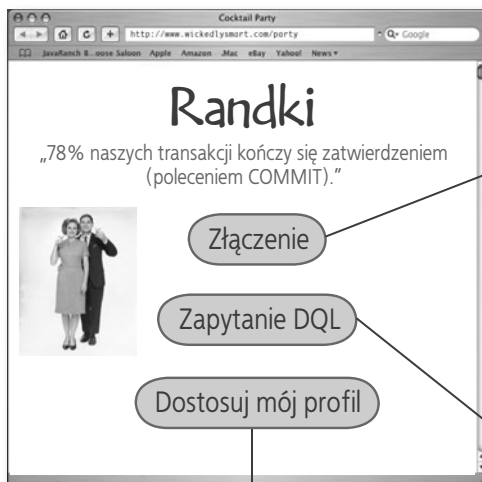 Cocktail Party
http://www.wickedlysmart.com/party
Google
JavaRanch B...oose Saloon Apple Amazon .Mac eBay Yahoo! News
Randki
„78% naszych transakcji kończy się zatwierdzeniem
(poleceniem COMMIT).”
Złączenie
Zapytanie DQL
Dostosuj mój profil